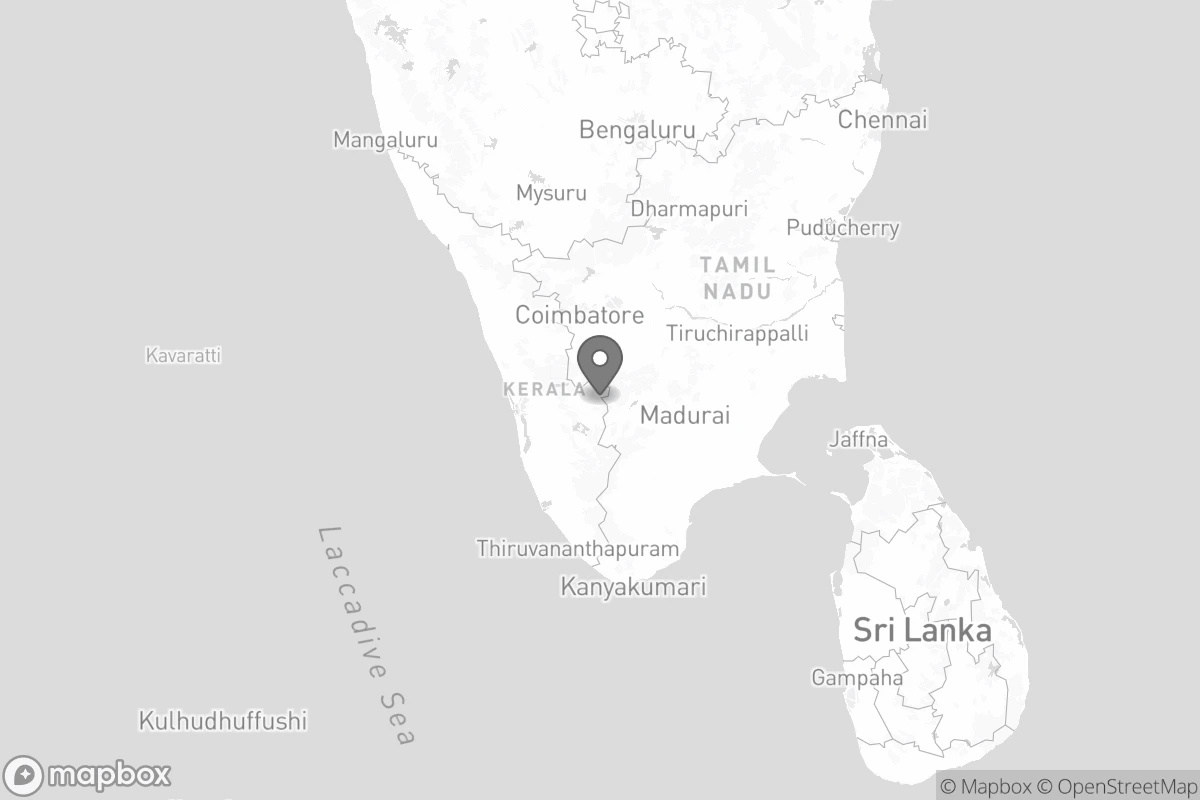 Chennai
Bengaluru
Mangaluru
Mysuru
Dharmapuri
Puducherry
TAMIL
NADU
Coimbatore
Tiruchirappalli
Kavaratti
KERALA
Madurai
Jaffna
Laccadive Sea
Thiruvananthapuram
Kanyakumari
Sri Lanka
Gampaha
Kulhudhuffushi
mapbox
© Mapbox © OpenStreetMap